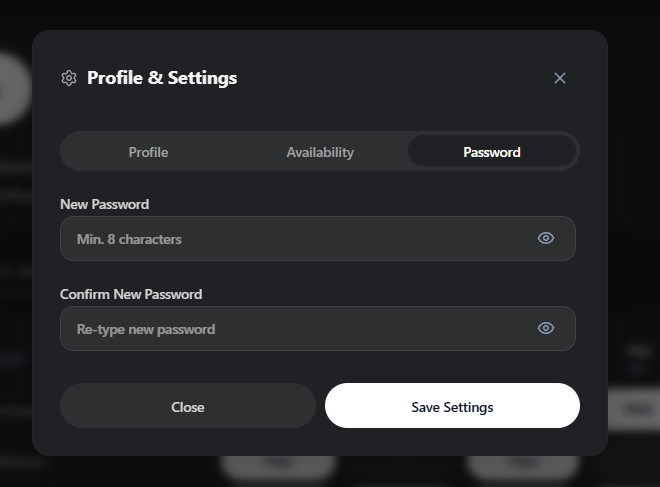 Profile & Settings
Profile
Availability
Password
New Password
Min. 8 characters
Confirm New Password
Re-type new password
Close
Save Settings